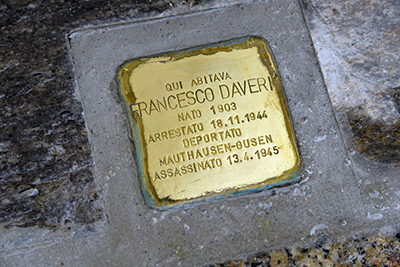 QUI ABITAVA
FRANCESCO DAVERI
NATO 1903
ARRESTATO 18.11.1944
DEPORTATO
MAUTHAUSEN-GUSEN
ASSASSINATO 13.4.1945